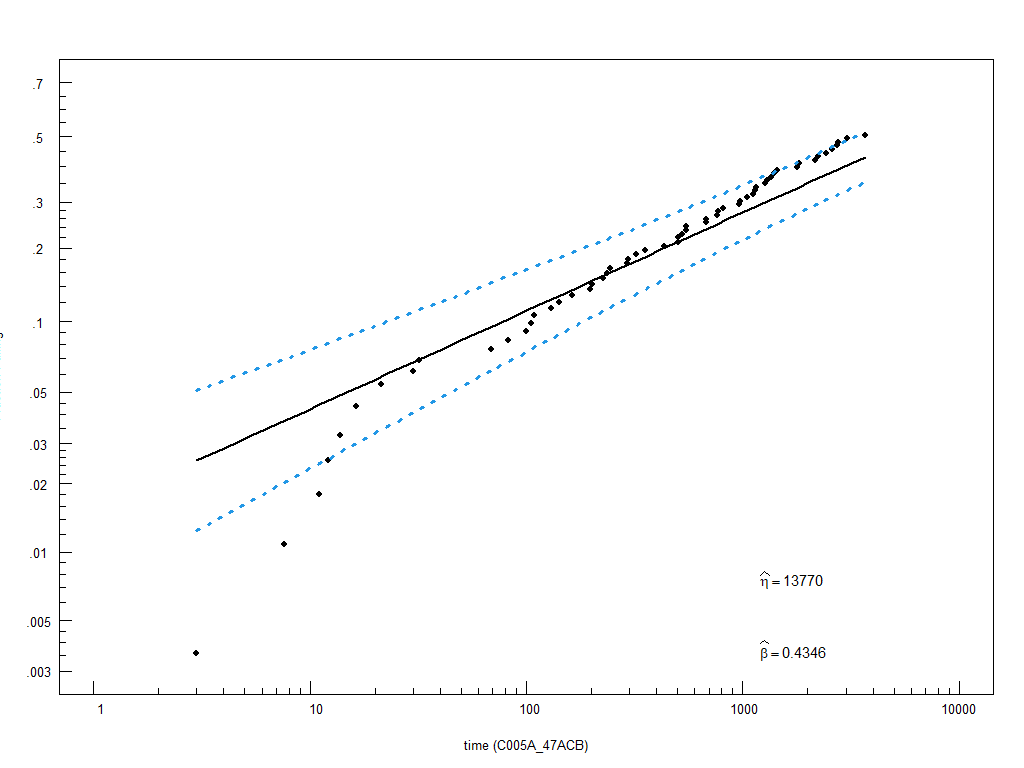 .7
.5
.3
.2
.1
.05
.03
.02
.01
.005
.003
η̂ = 13770
β̂ = 0.4346
1 10 100 1000 10000
time (C005A_47ACB)